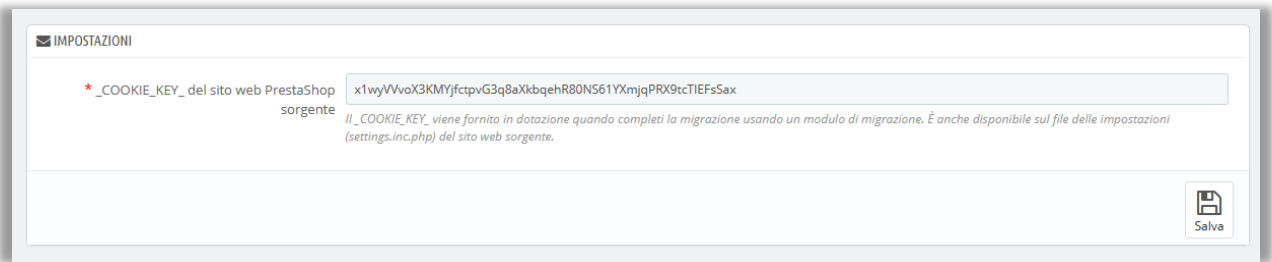 IMPOSTAZIONI
* _COOKIE_KEY_ del sito web PrestaShop
sorgente
x1wyVVvoX3KMYjfctpvG3q8aXkbqehR80NS61YXmjqPRX9tcTlEFsSax
Il _COOKIE_KEY_ viene fornito in dotazione quando completi la migrazione usando un modulo di migrazione. È anche disponibile sul file delle impostazioni
(settings.inc.php) del sito web sorgente.
Salva